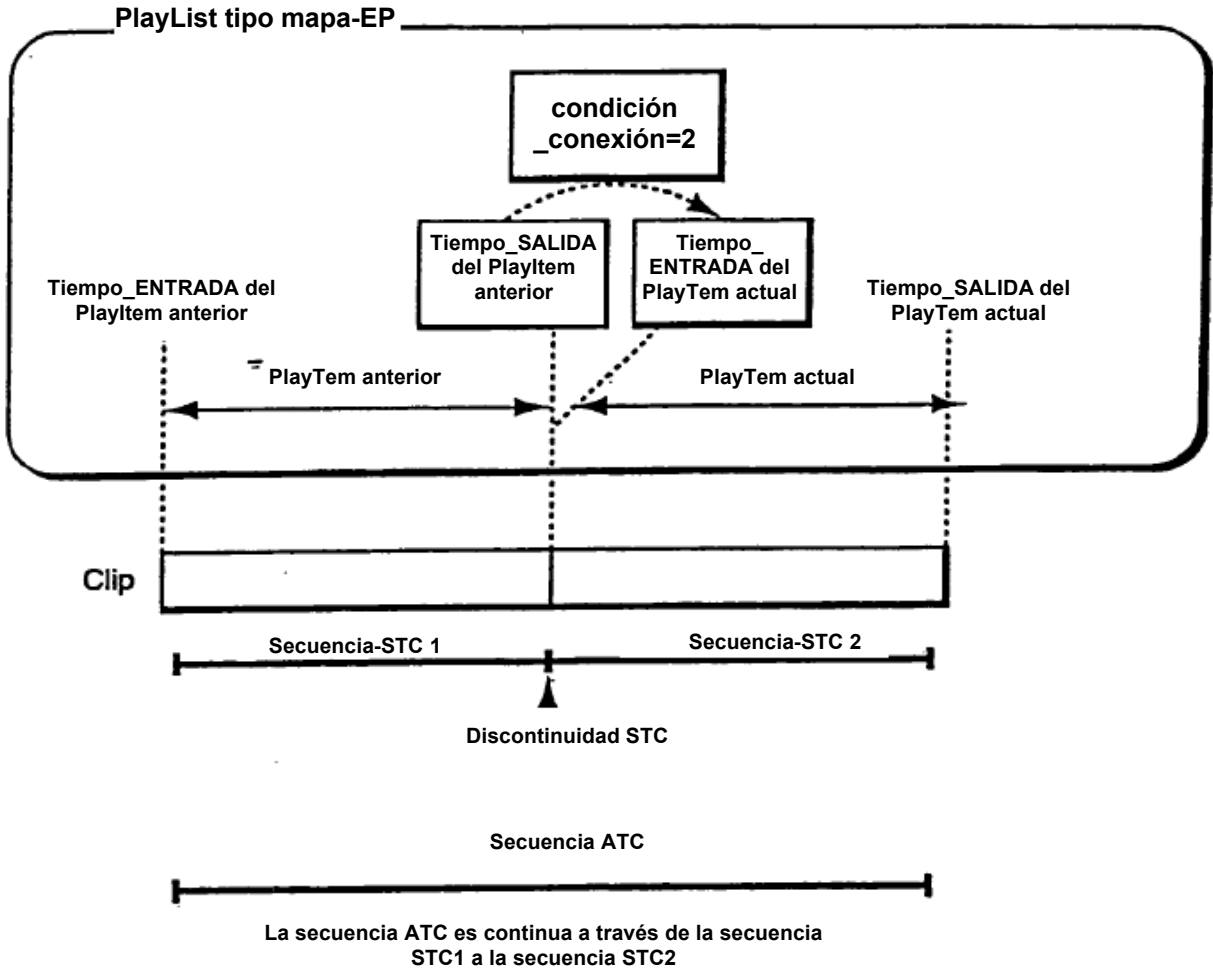 PlayList tipo mapa-EP
condición
_conexión=2
Tiempo_SALIDA
del PlayItem
anterior
Tiempo_
ENTRADA del
PlayTem actual
Tiempo_ENTRADA del
PlayItem anterior
Tiempo_SALIDA del
PlayTem actual
PlayTem anterior
PlayTem actual
Clip
Secuencia-STC 1
Secuencia-STC 2
Discontinuidad STC
Secuencia ATC
La secuencia ATC es continua a través de la secuencia
STC1 a la secuencia STC2